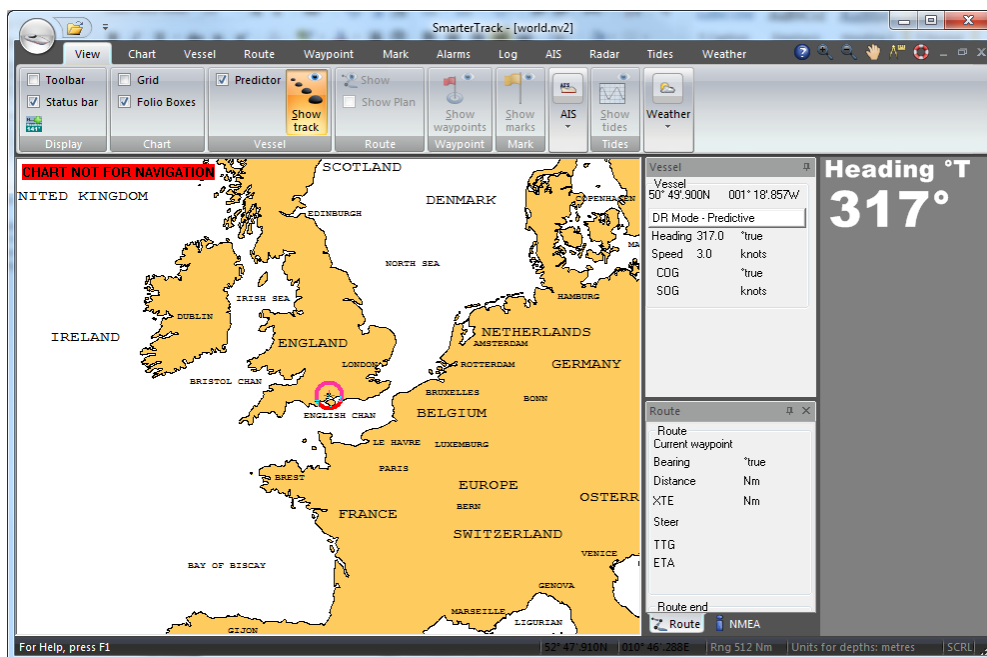 SmarterTrack - [world.nv2]
View Chart Vessel Route Waypoint Mark Alarms Log AIS Radar Tides Weather
Toolbar Grid Predictor Show
Status bar Folio Boxes Show track Show Plan Show waypoints Show marks AIS Show tides Weather
Display Chart Vessel Route Waypoint Mark Tides
CHART NOT FOR NAVIGATION
SCOTLAND
NITED KINGDOM
DENMARK
COPENHAGEN
EDINBURGH
MA
NORTH SEA
IRISH SEA
HAMBURG
DUBLIN
IRELAND
ENGLAND
NETHERLANDS
AMSTERDAM
LONDON
ROTTERDAM
GERMANY
BRISTOL CHAN
BRUXELLES
BONN
ENGLISH CHAN
BELGIUM
LE HAVRE
LUXEMBURG
PARIS
BREST
EUROPE
OSTERR
BERN
FRANCE
SWITZERLAND
VENICE
BAY OF BISCAY
GENOVA
MARSEILLE
LIGURIAN
GIJON
Vessel
Vessel
50° 49'.900N 001° 18'.857W
DR Mode - Predictive
Heading 317.0 °true
Speed 3.0 knots
COG °true
SOG knots
Route
Route
Current waypoint
Bearing °true
Distance Nm
XTE Nm
Steer
TTG
ETA
Route end
Route NMEA
Heading °T
317°
For Help, press F1
52° 47'.910N 010° 46'.288E Rng 512 Nm Units for depths: metres SCRL